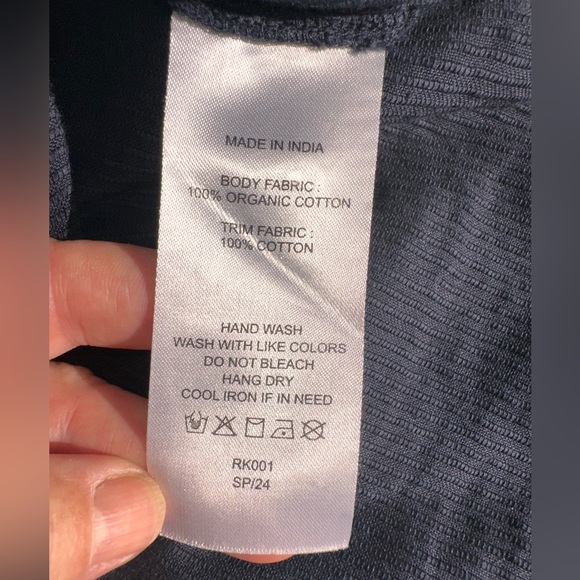 MADE IN INDIA
BODY FABRIC :
100% ORGANIC COTTON
TRIM FABRIC :
100% COTTON
HAND WASH
WASH WITH LIKE COLORS
DO NOT BLEACH
HANG DRY
COOL IRON IF IN NEED
RK001
SP/24